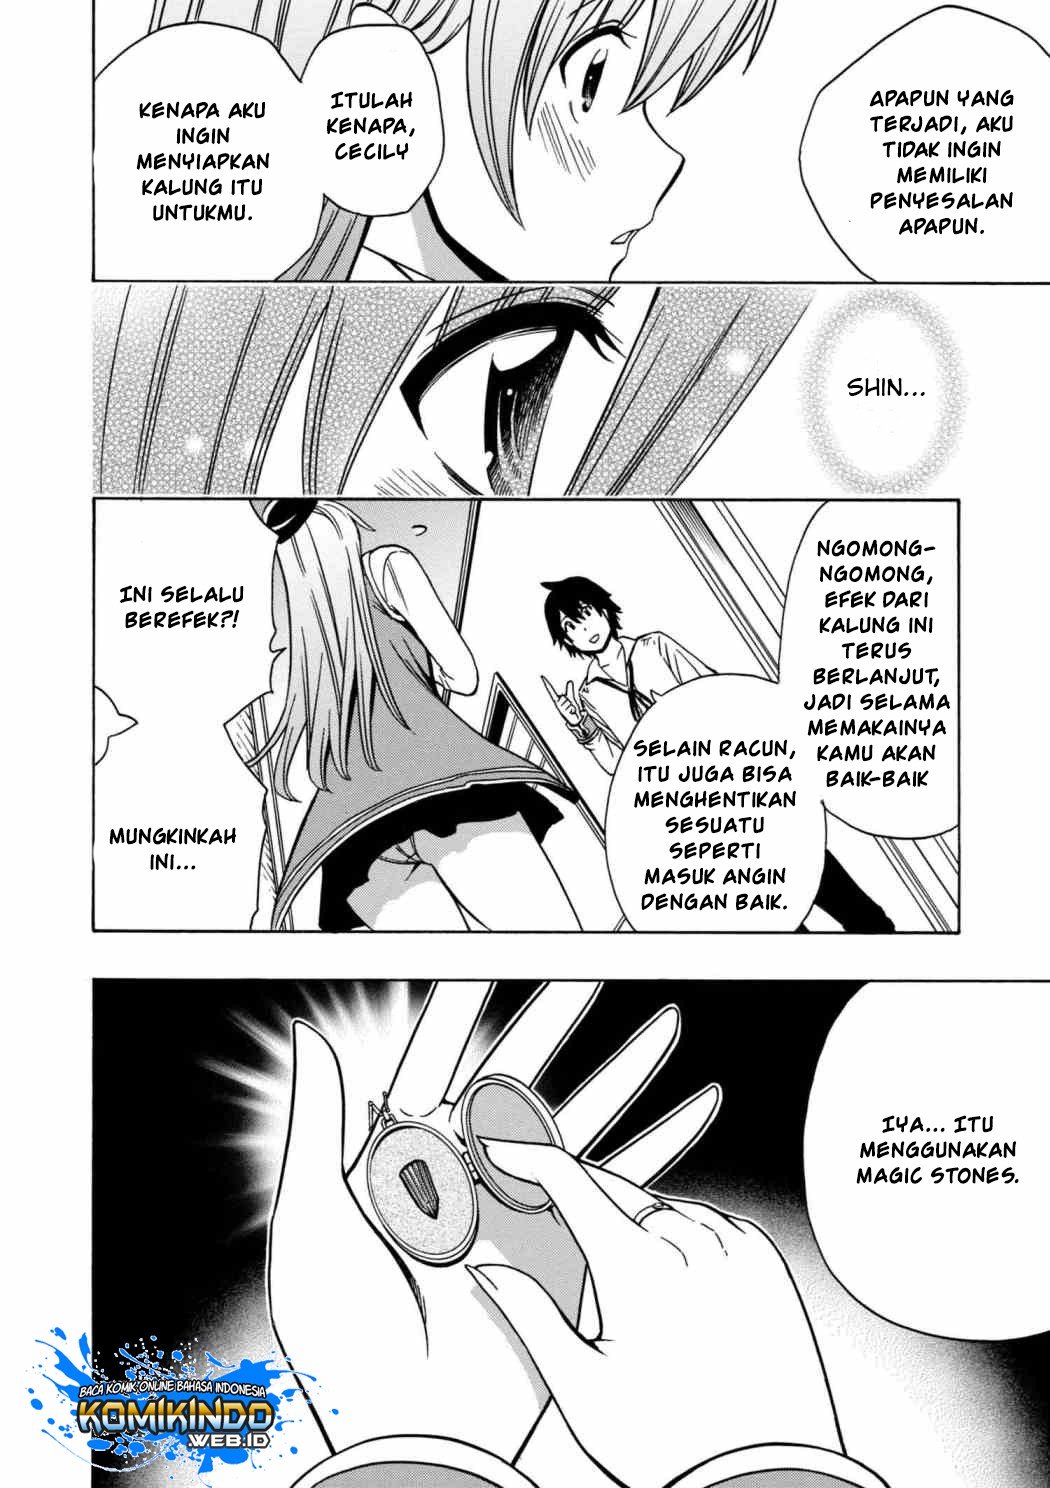 APAPUN YANG
TERJADI, AKU
TIDAK INGIN
MEMILIKI
PENYESALAN
APAPUN.
ITULAH
KENAPA,
CECILY
KENAPA AKU
INGIN
MENYIAPKAN
KALUNG ITU
UNTUKMU.
SHIN...
NGOMONG-
NGOMONG,
EFEK DARI
KALUNG INI
TERUS
BERLANJUT,
JADI SELAMA
MEMAKAINYA
KAMU AKAN
BAIK-BAIK
SELAIN RACUN,
ITU JUGA BISA
MENGHENTIKAN
SESUATU
SEPERTI
MASUK ANGIN
DENGAN BAIK.
INI SELALU
BEREFEK?!
MUNGKINKAH
INI...
IYA... ITU
MENGGUNAKAN
MAGIC STONES.
BACA KOMIK ONLINE BAHASA INDONESIA
KOMIKINDO
.WEB.ID